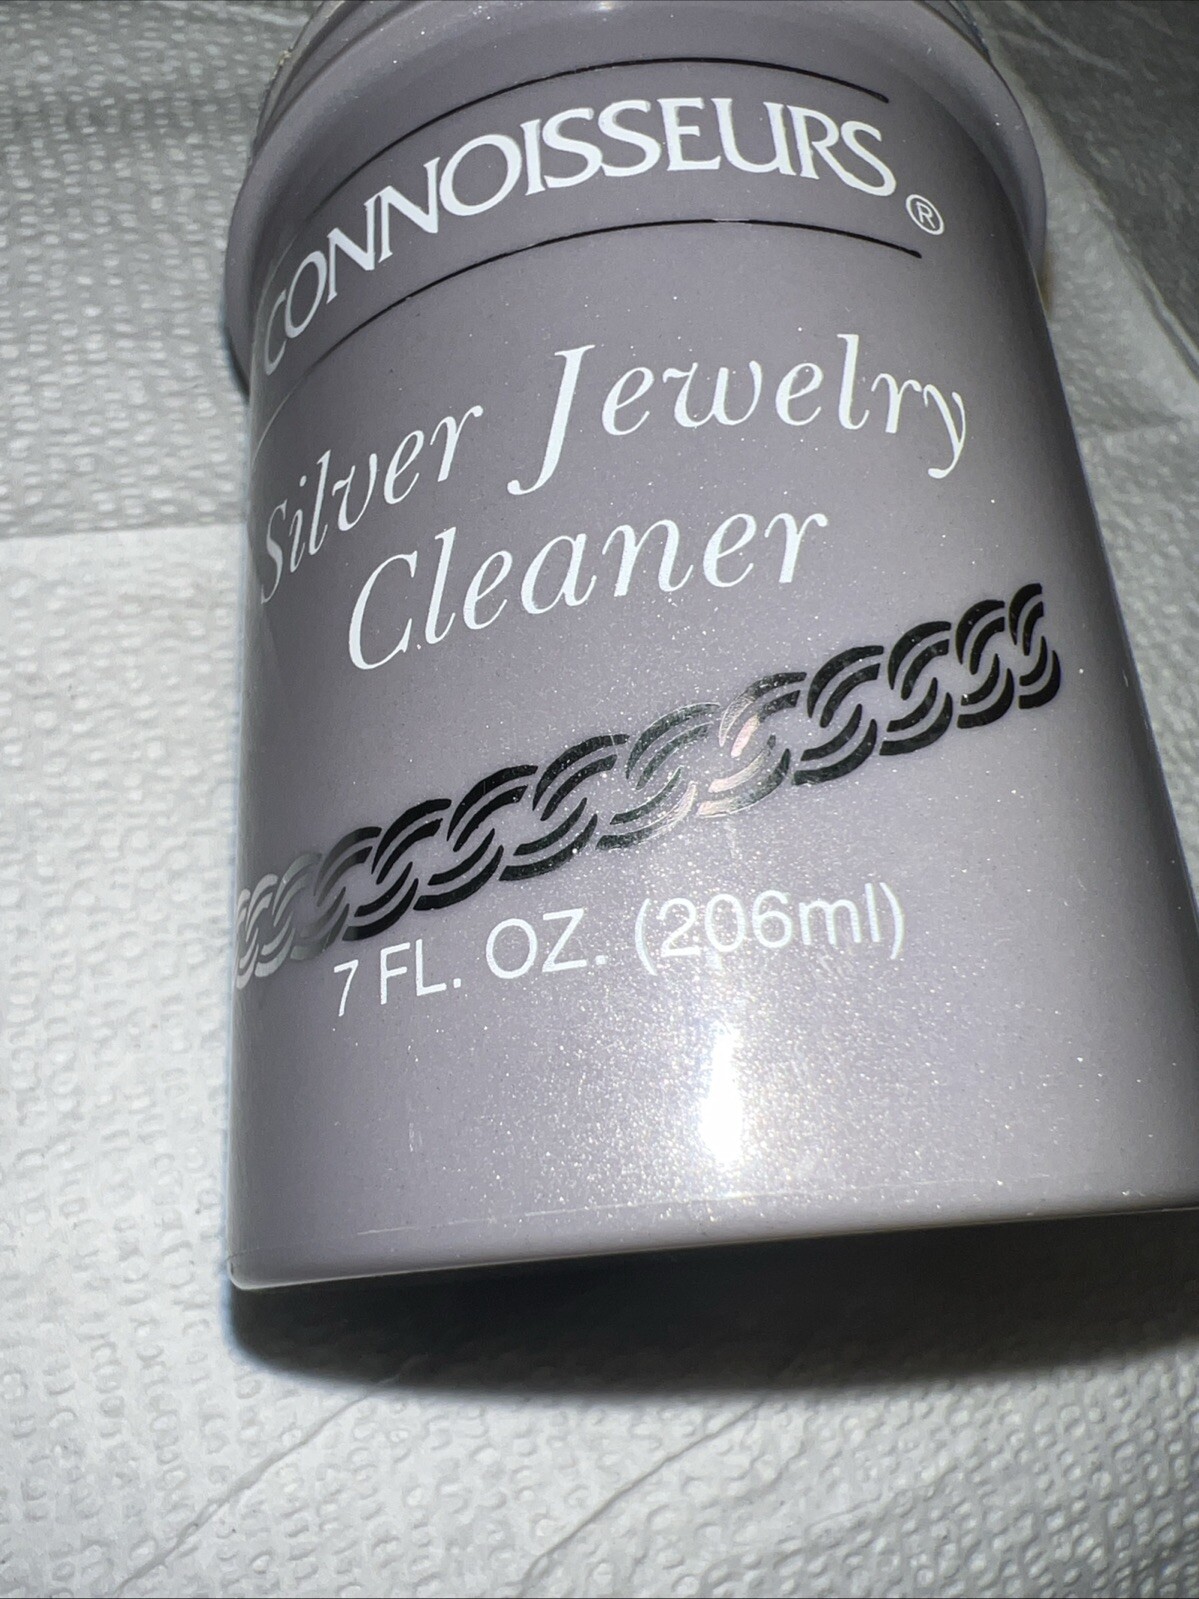 CONNOISSEURS®
Silver Jewelry
Cleaner
7 FL. OZ. (206ml)